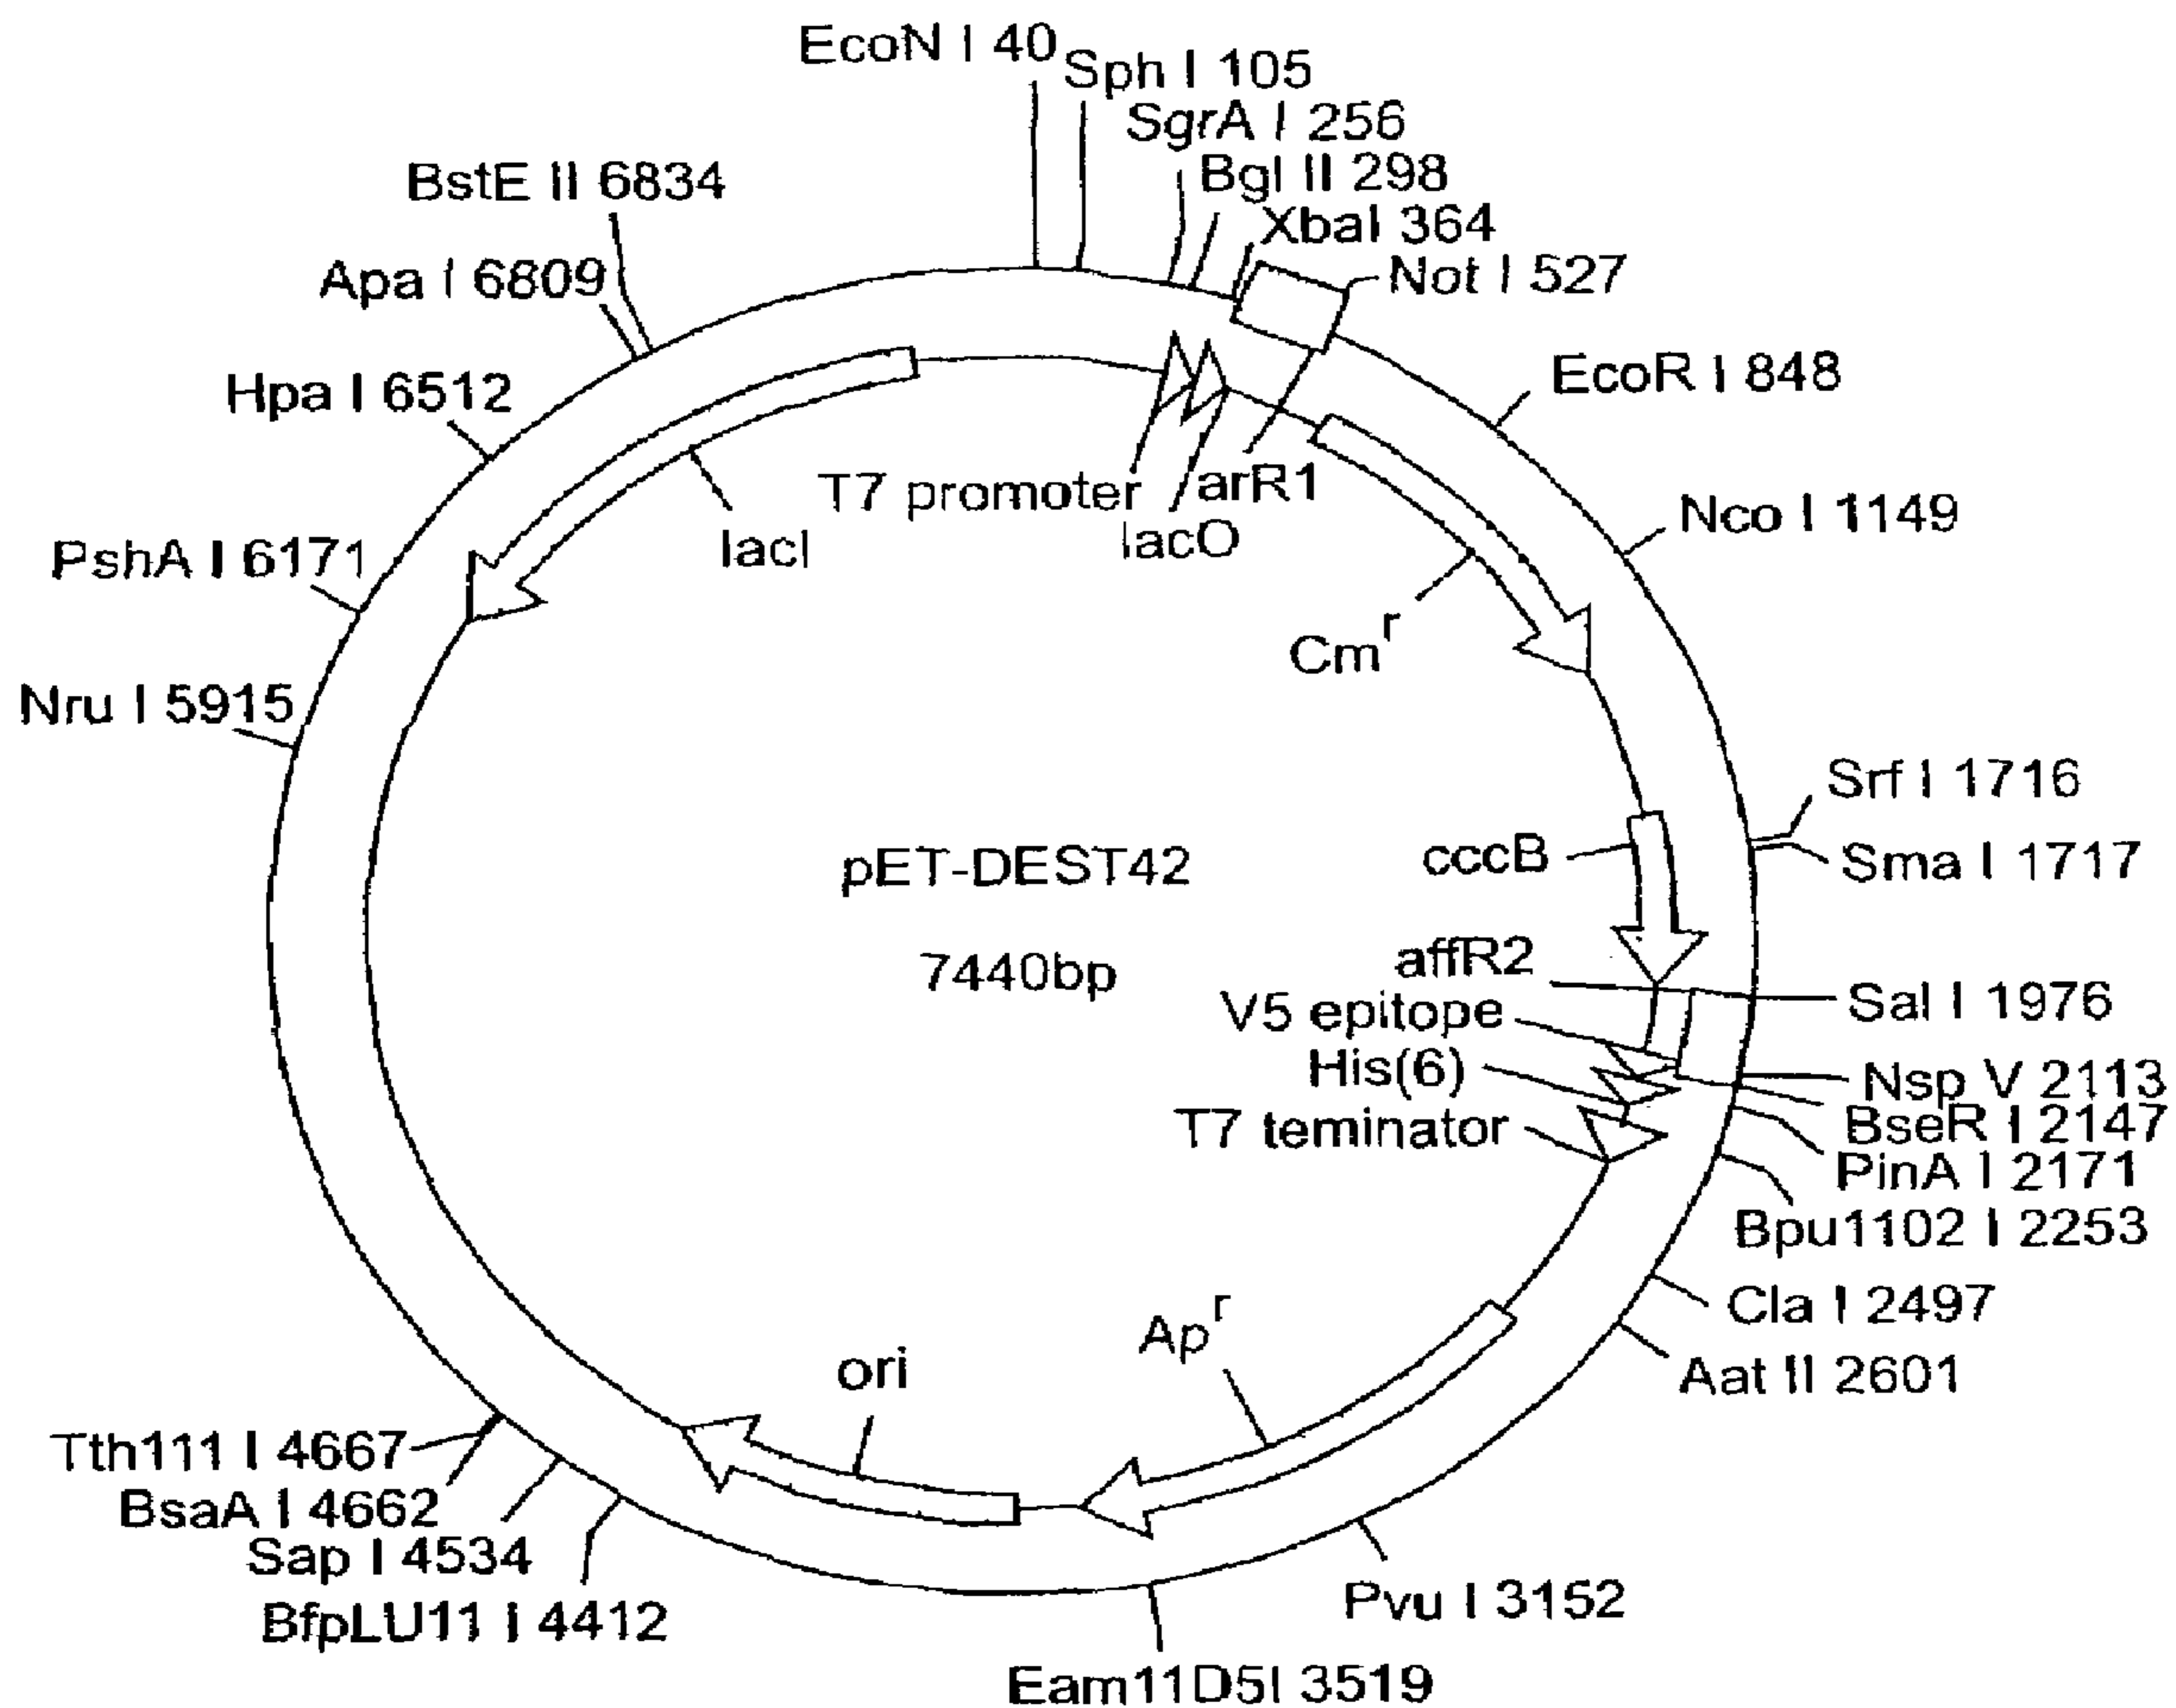 EcoN I 40
Sph I 105
SgrA I 256
Bgl II 298
XbaI 364
Not I 527
EcoR I 848
Nco I 1149
Srf I 1716
Sma I 1717
Sal I 1976
Nsp V 2113
BseR I 2147
PinA I 2171
Bpu1102 I 2253
Cla I 2497
Aat II 2601
Pvu I 3152
Eam11D5I 3519
BfpLU11 I 4412
Sap I 4534
BsaA I 4662
Tth111 I 4667
Nru I 5915
PshA I 6171
Hpa I 6512
Apa I 6809
BstE II 6834
lacI
T7 promoter
lacO
arR1
Cm r
cccB
affR2
V5 epitope
His(6)
T7 teminator
Ap r
ori
pET-DEST42
7440bp